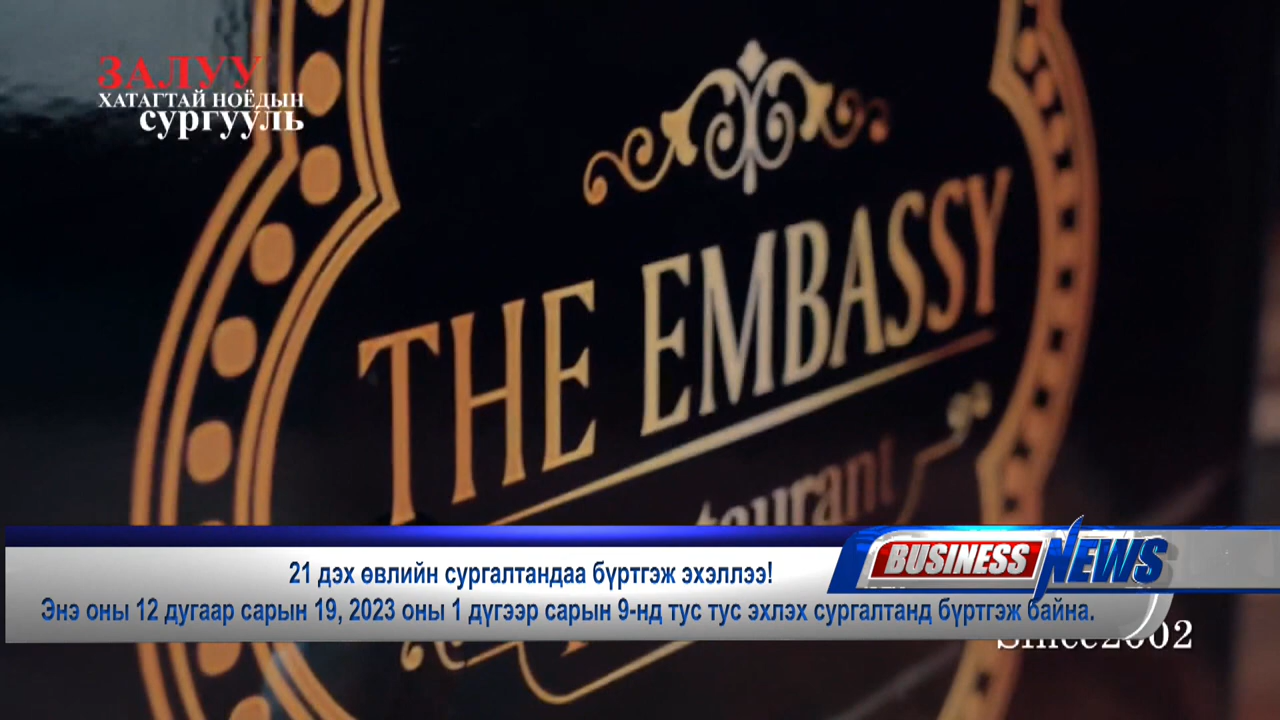 ЗАЛУУ
ХАТАГТАЙ НОЁДЫН
сургууль
THE EMBASSY
21 дэх өвлийн сургалтандаа бүртгэж эхэллээ!
Энэ оны 12 дугаар сарын 19, 2023 оны 1 дүгээр сарын 9-нд тус тус эхлэх сургалтанд бүртгэж байна.
BUSINESS NEWS
Since2002